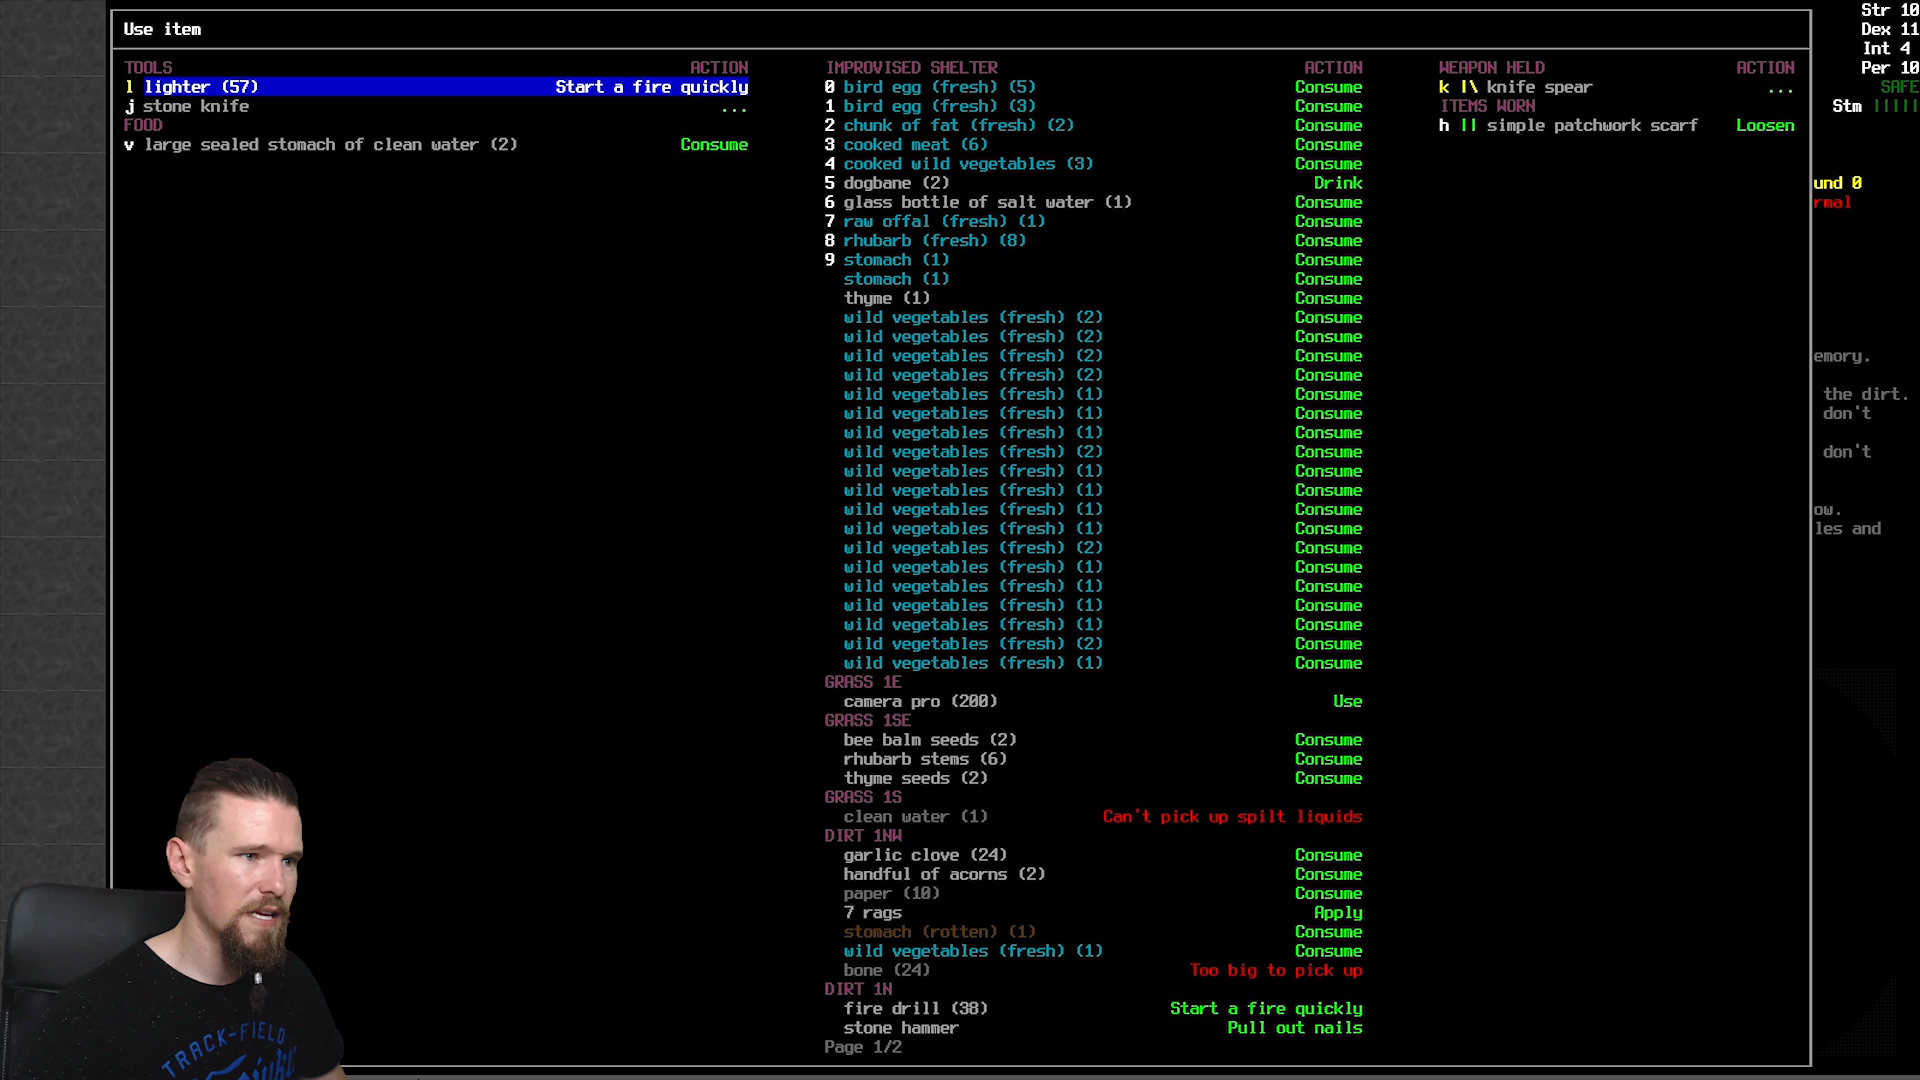 Use item
TOOLS ACTION
l lighter (57) Start a fire quickly
j stone knife ...
FOOD
v large sealed stomach of clean water (2) Consume
IMPROVISED SHELTER ACTION
0 bird egg (fresh) (5) Consume
1 bird egg (fresh) (3) Consume
2 chunk of fat (fresh) (2) Consume
3 cooked meat (6) Consume
4 cooked wild vegetables (3) Consume
5 dogbane (2) Drink
6 glass bottle of salt water (1) Consume
7 raw offal (fresh) (1) Consume
8 rhubarb (fresh) (8) Consume
9 stomach (1) Consume
stomach (1) Consume
thyme (1) Consume
wild vegetables (fresh) (2) Consume
wild vegetables (fresh) (2) Consume
wild vegetables (fresh) (2) Consume
wild vegetables (fresh) (2) Consume
wild vegetables (fresh) (1) Consume
wild vegetables (fresh) (1) Consume
wild vegetables (fresh) (1) Consume
wild vegetables (fresh) (2) Consume
wild vegetables (fresh) (1) Consume
wild vegetables (fresh) (1) Consume
wild vegetables (fresh) (1) Consume
wild vegetables (fresh) (1) Consume
wild vegetables (fresh) (2) Consume
wild vegetables (fresh) (1) Consume
wild vegetables (fresh) (1) Consume
wild vegetables (fresh) (1) Consume
wild vegetables (fresh) (1) Consume
wild vegetables (fresh) (2) Consume
wild vegetables (fresh) (1) Consume
GRASS 1E
camera pro (200) Use
GRASS 1SE
bee balm seeds (2) Consume
rhubarb stems (6) Consume
thyme seeds (2) Consume
GRASS 1S
clean water (1) Can't pick up spilt liquids
DIRT 1NW
garlic clove (24) Consume
handful of acorns (2) Consume
paper (10) Consume
7 rags Apply
stomach (rotten) (1) Consume
wild vegetables (fresh) (1) Consume
bone (24) Too big to pick up
DIRT 1N
fire drill (38) Start a fire quickly
stone hammer Pull out nails
Page 1/2
WEAPON HELD ACTION
k |\ knife spear ...
ITEMS WORN
h || simple patchwork scarf Loosen
Str 10
Dex 11
Int 4
Per 10
SAFE
Stm |||||
und 0
rmal
emory.
the dirt.
don't
don't
ow.
les and
TRACK-FIELD